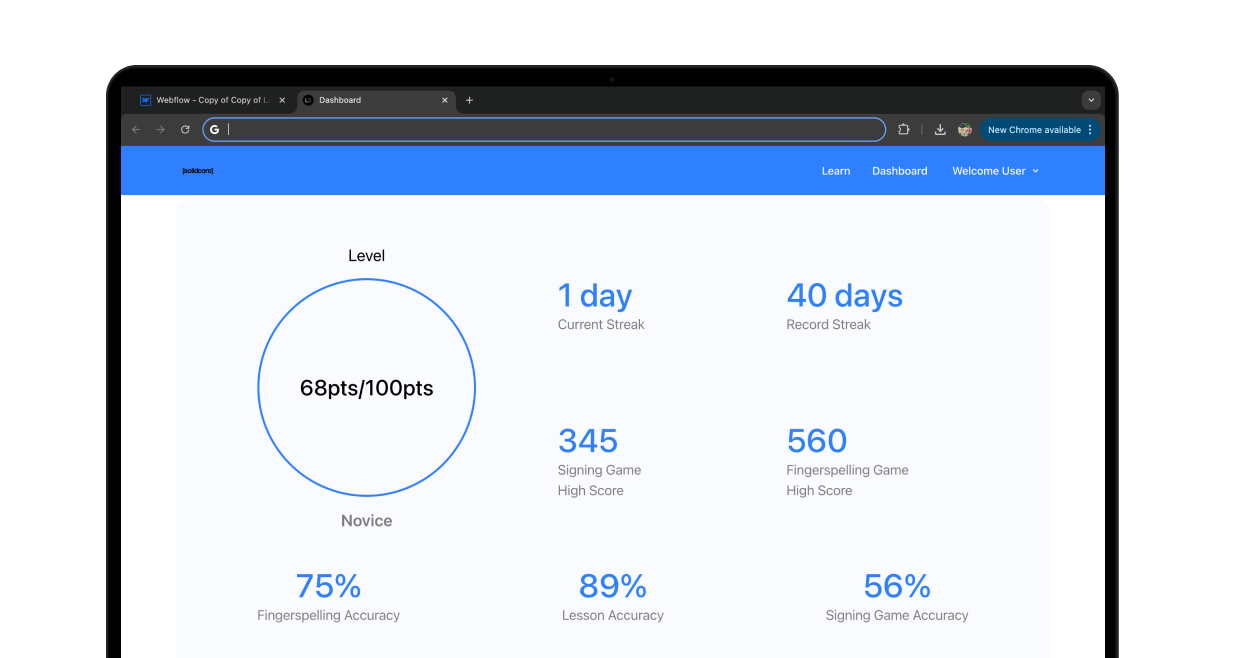 Webflow - Copy of Copy of L
Dashboard
G
New Chrome available
[solidcore]
Learn
Dashboard
Welcome User
Level
68pts/100pts
Novice
1 day
Current Streak
40 days
Record Streak
345
Signing Game
High Score
560
Fingerspelling Game
High Score
75%
Fingerspelling Accuracy
89%
Lesson Accuracy
56%
Signing Game Accuracy